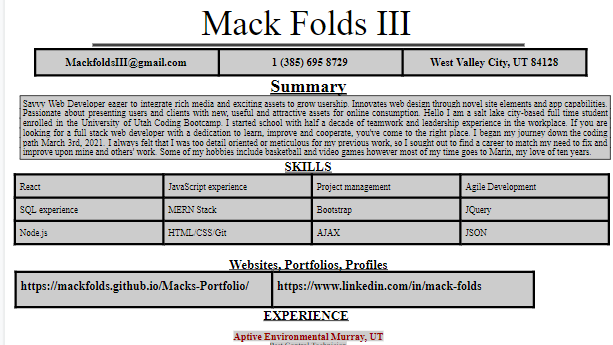 Mack Folds III
MackfoldsIII@gmail.com 1 (385) 695 8729 West Valley City, UT 84128
Summary
Savvy Web Developer eager to integrate rich media and exciting assets to grow usership. Innovates web design through novel site elements and app capabilities.
Passionate about presenting users and clients with new, useful and attractive assets for online consumption. Hello I am a salt lake city-based full time student
enrolled in the University of Utah Coding Bootcamp. I started school with half a decade of teamwork and leadership experience in the workplace. If you are
looking for a full stack web developer with a dedication to learn, improve and cooperate, you've come to the right place. I began my journey down the coding
path March 3rd, 2021. I always felt that I was too detail oriented or meticulous for my previous work, so I sought out to find a career to match my need to fix and
improve upon mine and others' work. Some of my hobbies include basketball and video games however most of my time goes to Marin, my love of ten years.
SKILLS
React JavaScript experience Project management Agile Development
SQL experience MERN Stack Bootstrap JQuery
Node.js HTML/CSS/Git AJAX JSON
Websites, Portfolios, Profiles
https://mackfolds.github.io/Macks-Portfolio/ https://www.linkedin.com/in/mack-folds
EXPERIENCE
Aptive Environmental Murray, UT